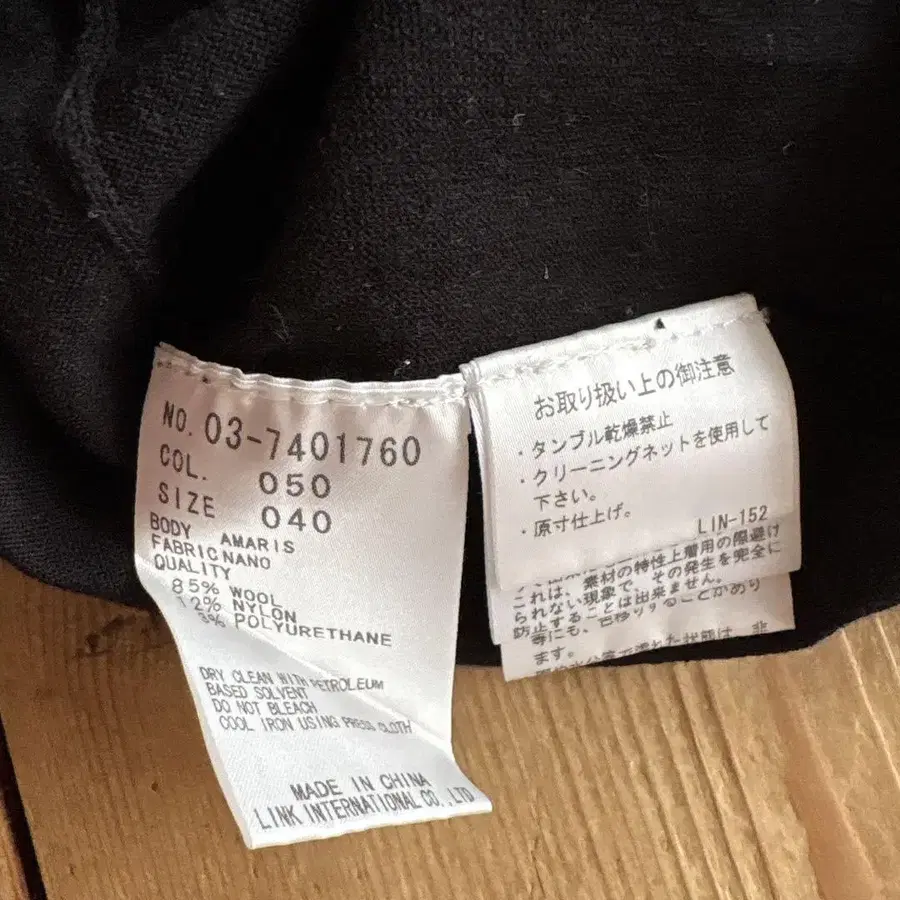 NO. 03-7401760
COL. 050
SIZE 040
BODY AMARIS
FABRIC NANO
QUALITY
85% WOOL
12% NYLON
3% POLYURETHANE
DRY CLEAN WITH PETROLEUM
BASED SOLVENT
DO NOT BLEACH
COOL IRON USING PRESS CLOTH
MADE IN CHINA
LINK INTERNATIONAL CO.,LTD
お取り扱い上の御注意
・タンブル乾燥禁止
・クリーニングネットを使用して
下さい。
・原寸仕上げ。
LIN-152
これは、素材の特性上着用の際避け
られない現象で、その発生を完全に
防止することは出来ません。
ます。